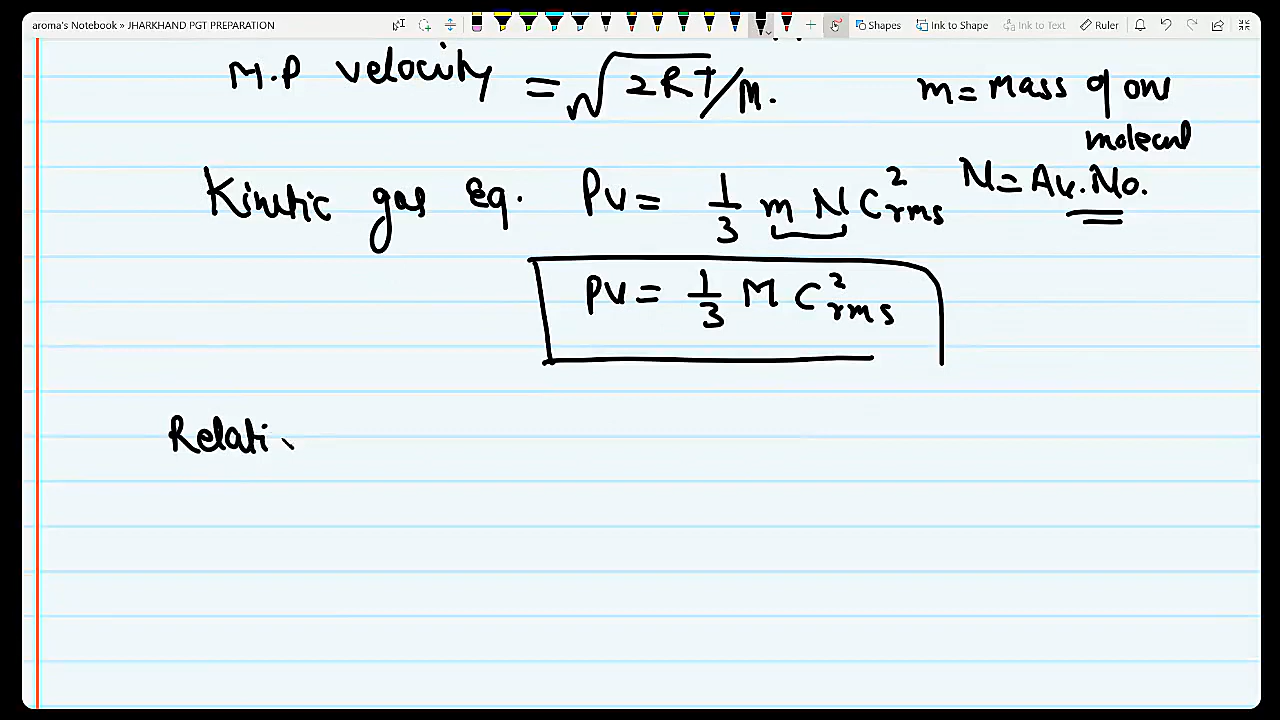 aroma's Notebook » JHARKHAND PGT PREPARATION
Shapes Ink to Shape Ink to Text Ruler
M.P velocity = √2RT/M. m = Mass of one
molecul
Kinetic gas Eq. PV = 1/3 m N C²rms N = Av. No.
PV = 1/3 M C²rms
Relati